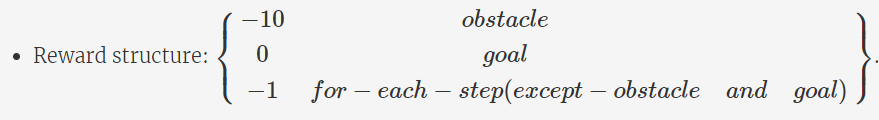 −10 obstacle
• Reward structure: { 0 goal }.
−1 for − each − step(except − obstacle and goal)